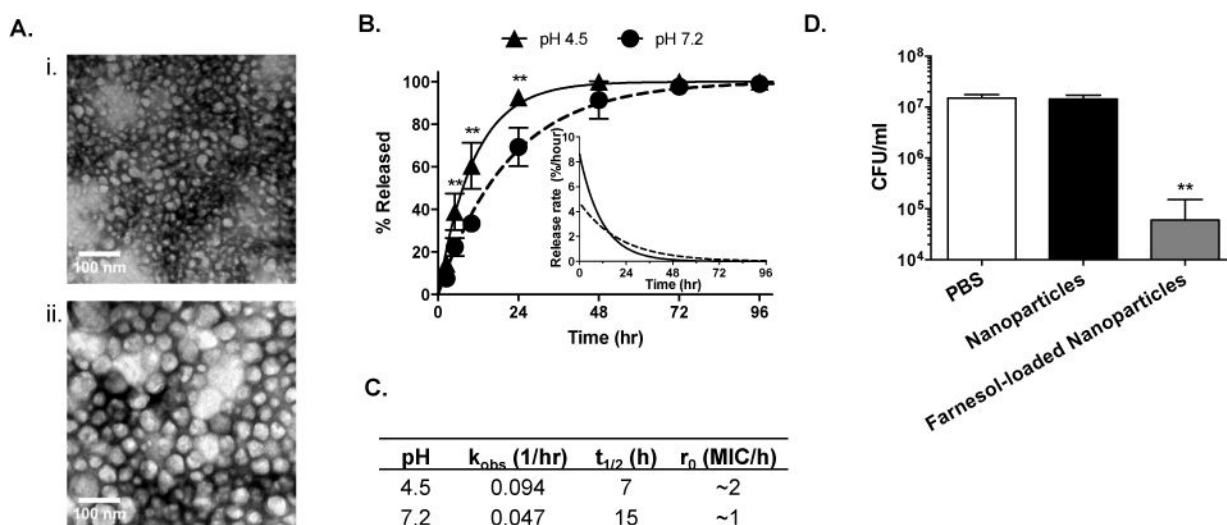 A.
i.
100 nm
ii.
100 nm
B.
pH 4.5 pH 7.2
% Released
100
80
60
40
20
0
** ** **
0 24 48 72 96
Time (hr)
Release rate (%/hour)
10
8
6
4
2
0
0 24 48 72 96
Time (hr)
C.
pH k_obs (1/hr) t_1/2 (h) r_0 (MIC/h)
4.5 0.094 7 ~2
7.2 0.047 15 ~1
D.
CFU/ml
10^8
10^7
10^6
10^5
10^4
**
PBS
Nanoparticles
Farnesol-loaded Nanoparticles